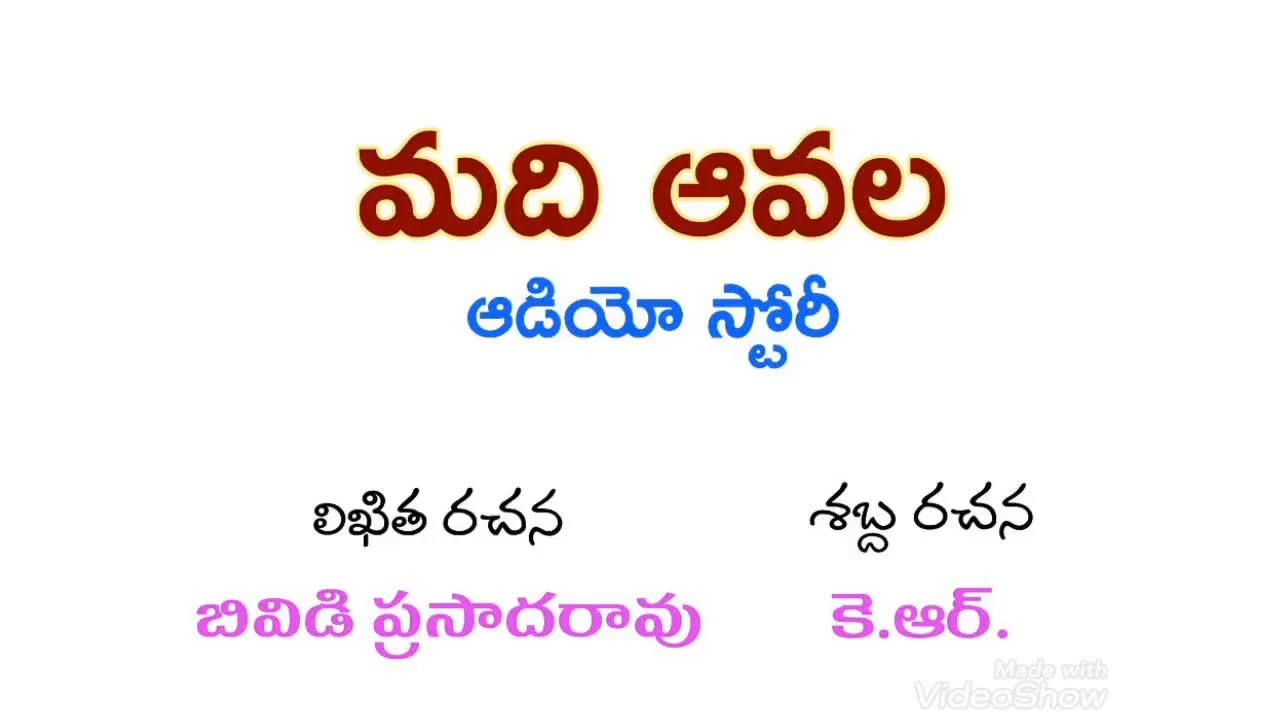 మది ఆవల
ఆడియో స్టోరీ
లిఖిత రచన
శబ్ద రచన
బివిడి ప్రసాదరావు
కె.ఆర్.
Made with
VideoShow